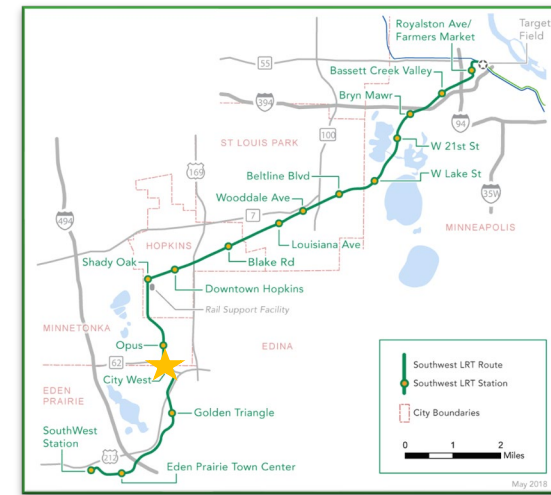 Royalston Ave/
Farmers Market
Target
Field
55
Bassett Creek Valley
394
Bryn Mawr
94
100
ST LOUIS PARK
W 21st St
169
Beltline Blvd
W Lake St
Wooddale Ave
35W
7
494
MINNEAPOLIS
HOPKINS
Louisiana Ave
Shady Oak
Blake Rd
Downtown Hopkins
Rail Support Facility
MINNETONKA
Opus
EDINA
62
City West
EDEN
PRAIRIE
Golden Triangle
SouthWest
Station
212
Eden Prairie Town Center
Southwest LRT Route
Southwest LRT Station
City Boundaries
0 1 2
Miles
May 2018